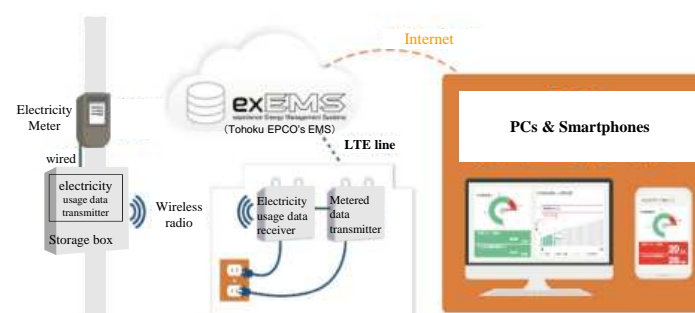 Internet
exEMS
(Tohoku EPCO's EMS)
Electricity
Meter
LTE line
PCs & Smartphones
wired
electricity
usage data
transmitter
Storage box
Wireless
radio
Electricity
usage data
receiver
Metered
data
transmitter